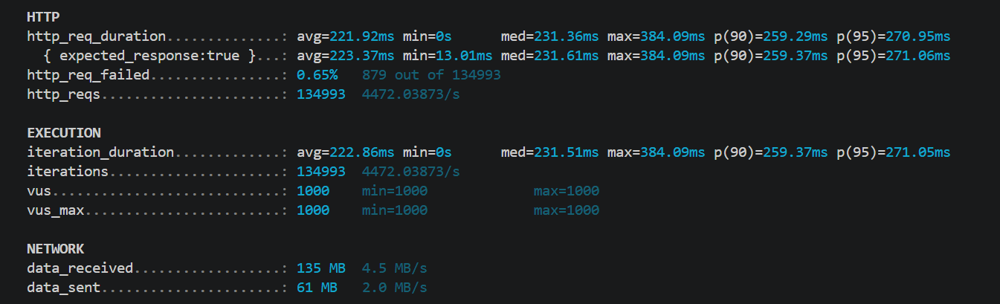 HTTP
http_req_duration..............: avg=221.92ms min=0s med=231.36ms max=384.09ms p(90)=259.29ms p(95)=270.95ms
{ expected_response:true }...: avg=223.37ms min=13.01ms med=231.61ms max=384.09ms p(90)=259.37ms p(95)=271.06ms
http_req_failed................: 0.65% 879 out of 134993
http_reqs......................: 134993 4472.03873/s
EXECUTION
iteration_duration.............: avg=222.86ms min=0s med=231.51ms max=384.09ms p(90)=259.37ms p(95)=271.05ms
iterations.....................: 134993 4472.03873/s
vus............................: 1000 min=1000 max=1000
vus_max........................: 1000 min=1000 max=1000
NETWORK
data_received..................: 135 MB 4.5 MB/s
data_sent......................: 61 MB 2.0 MB/s